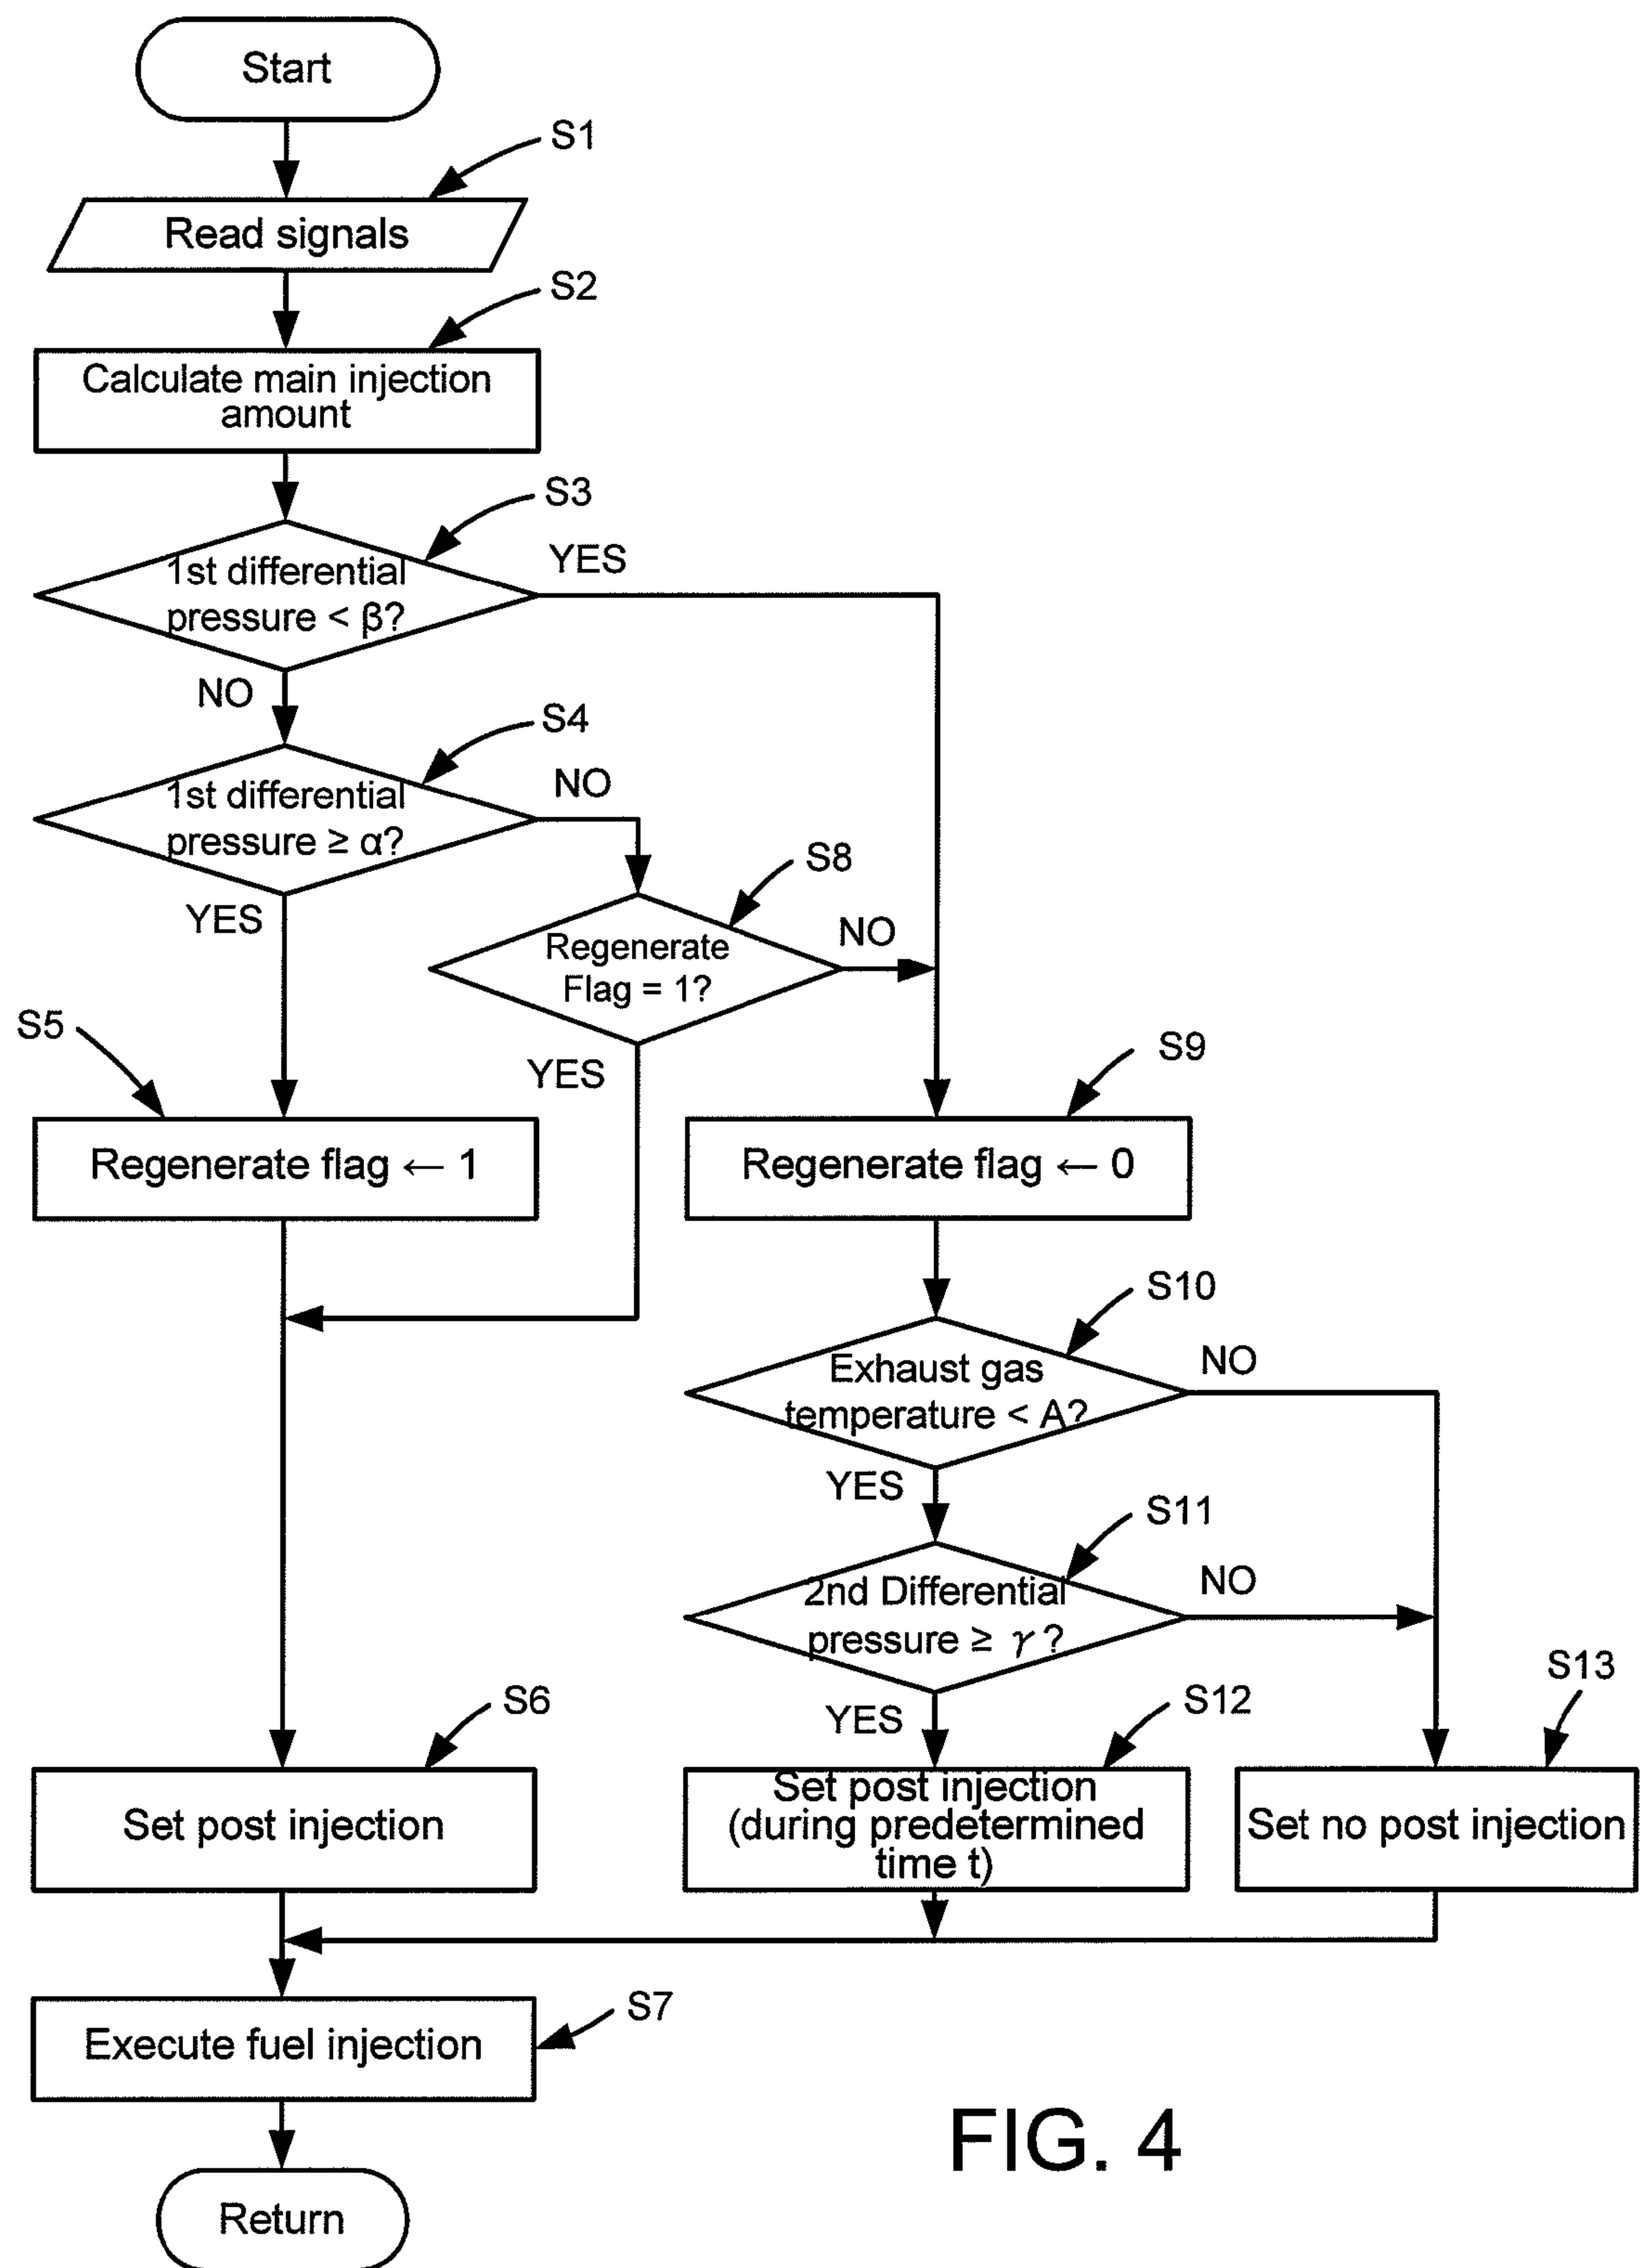 Start
S1
Read signals
S2
Calculate main injection
amount
S3
1st differential
pressure < β?
YES
NO
S4
1st differential
pressure ≥ α?
NO
YES
S8
Regenerate
Flag = 1?
NO
YES
S5
Regenerate flag ← 1
S9
Regenerate flag ← 0
S10
Exhaust gas
temperature < A?
NO
YES
S11
2nd Differential
pressure ≥ γ ?
NO
YES
S6
Set post injection
S12
Set post injection
(during predetermined
time t)
S13
Set no post injection
S7
Execute fuel injection
Return
FIG. 4